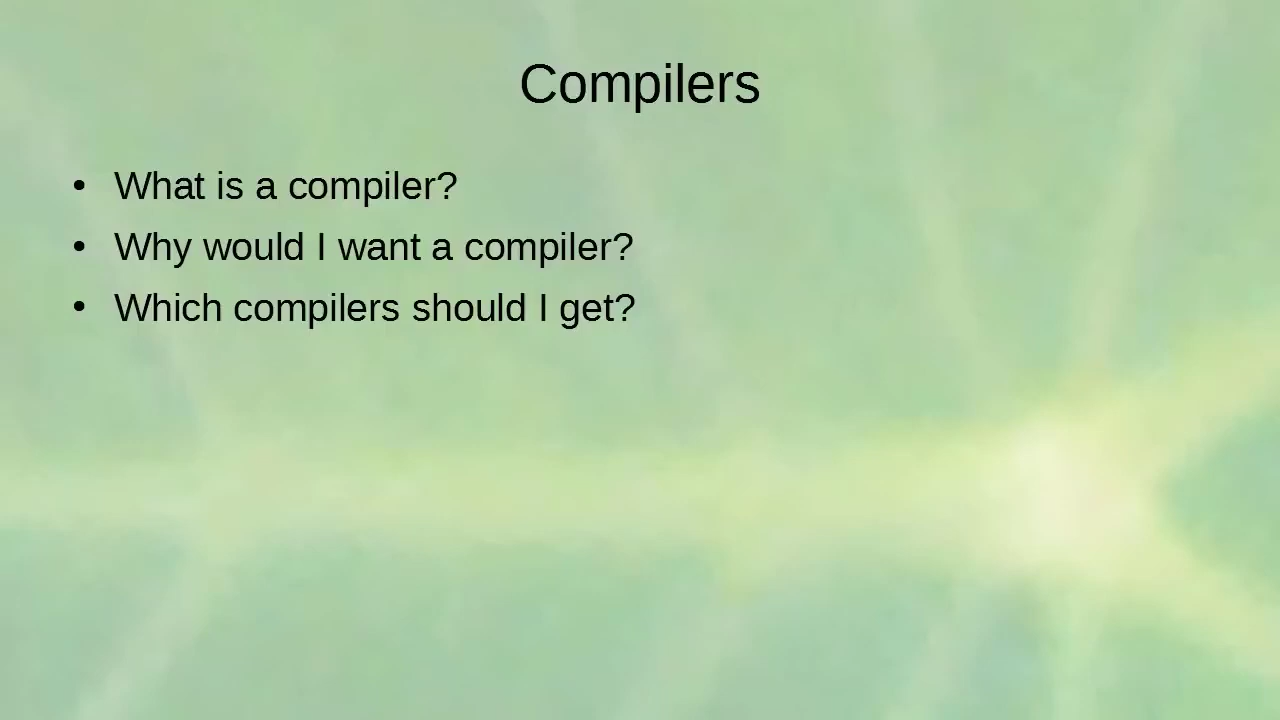 Compilers
• What is a compiler?
• Why would I want a compiler?
• Which compilers should I get?